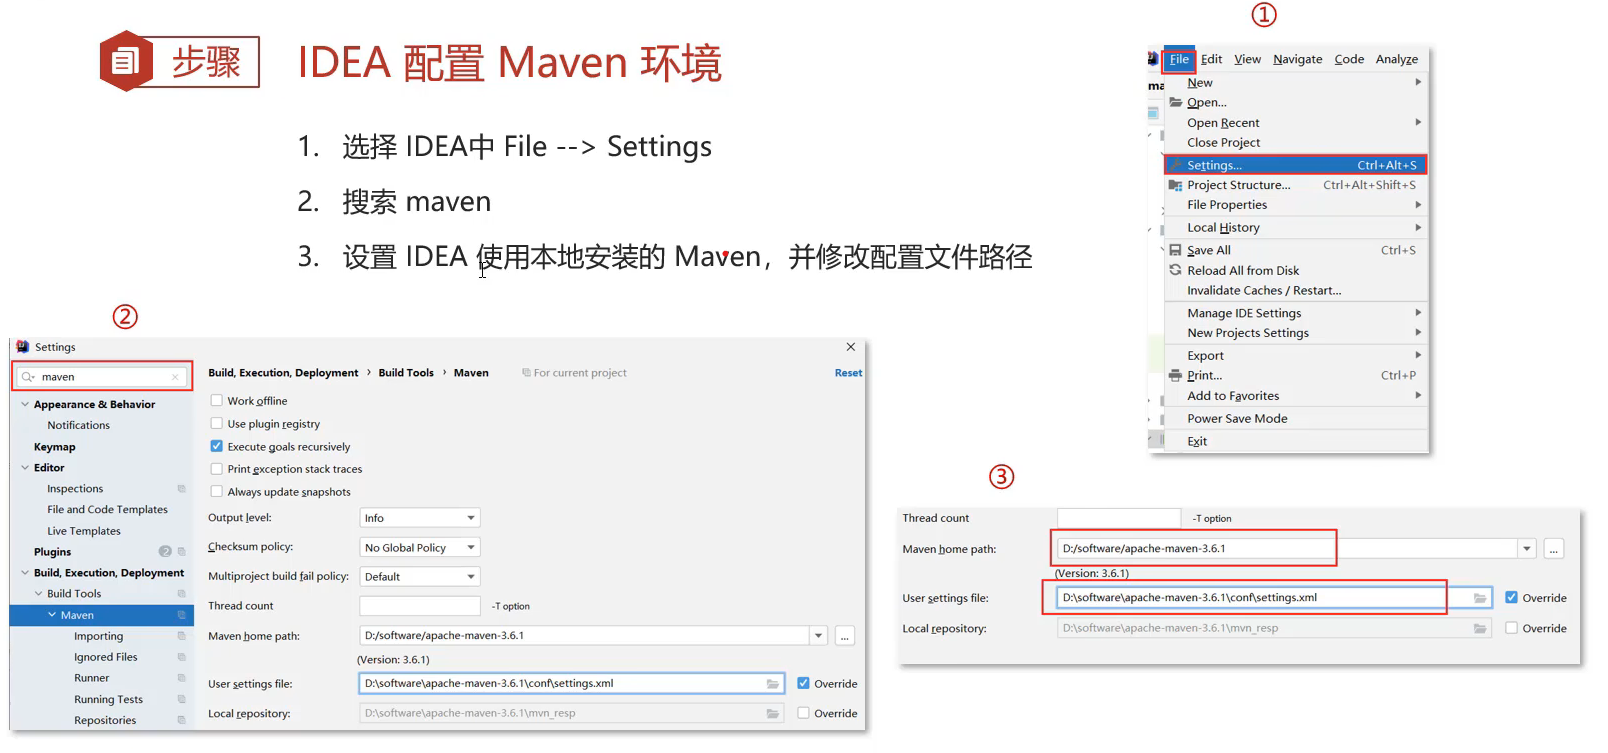 步骤
IDEA 配置 Maven 环境
1. 选择 IDEA中 File --> Settings
2. 搜索 maven
3. 设置 IDEA 使用本地安装的 Maven，并修改配置文件路径
①
File Edit View Navigate Code Analyze
ma
New
Open...
Open Recent
Close Project
Settings... Ctrl+Alt+S
Project Structure... Ctrl+Alt+Shift+S
File Properties
Local History
Save All Ctrl+S
Reload All from Disk
Invalidate Caches / Restart...
Manage IDE Settings
New Projects Settings
Export
Print... Ctrl+P
Add to Favorites
Power Save Mode
Exit
②
Settings
maven
Appearance & Behavior
Notifications
Keymap
Editor
Inspections
File and Code Templates
Live Templates
Plugins 2
Build, Execution, Deployment
Build Tools
Maven
Importing
Ignored Files
Runner
Running Tests
Repositories
Build, Execution, Deployment › Build Tools › Maven For current project Reset
Work offline
Use plugin registry
Execute goals recursively
Print exception stack traces
Always update snapshots
Output level: Info
Checksum policy: No Global Policy
Multiproject build fail policy: Default
Thread count -T option
Maven home path: D:/software/apache-maven-3.6.1 ...
(Version: 3.6.1)
User settings file: D:\software\apache-maven-3.6.1\conf\settings.xml Override
Local repository: D:\software\apache-maven-3.6.1\mvn_resp Override
③
Thread count -T option
Maven home path: D:/software/apache-maven-3.6.1 ...
(Version: 3.6.1)
User settings file: D:\software\apache-maven-3.6.1\conf\settings.xml Override
Local repository: D:\software\apache-maven-3.6.1\mvn_resp Override